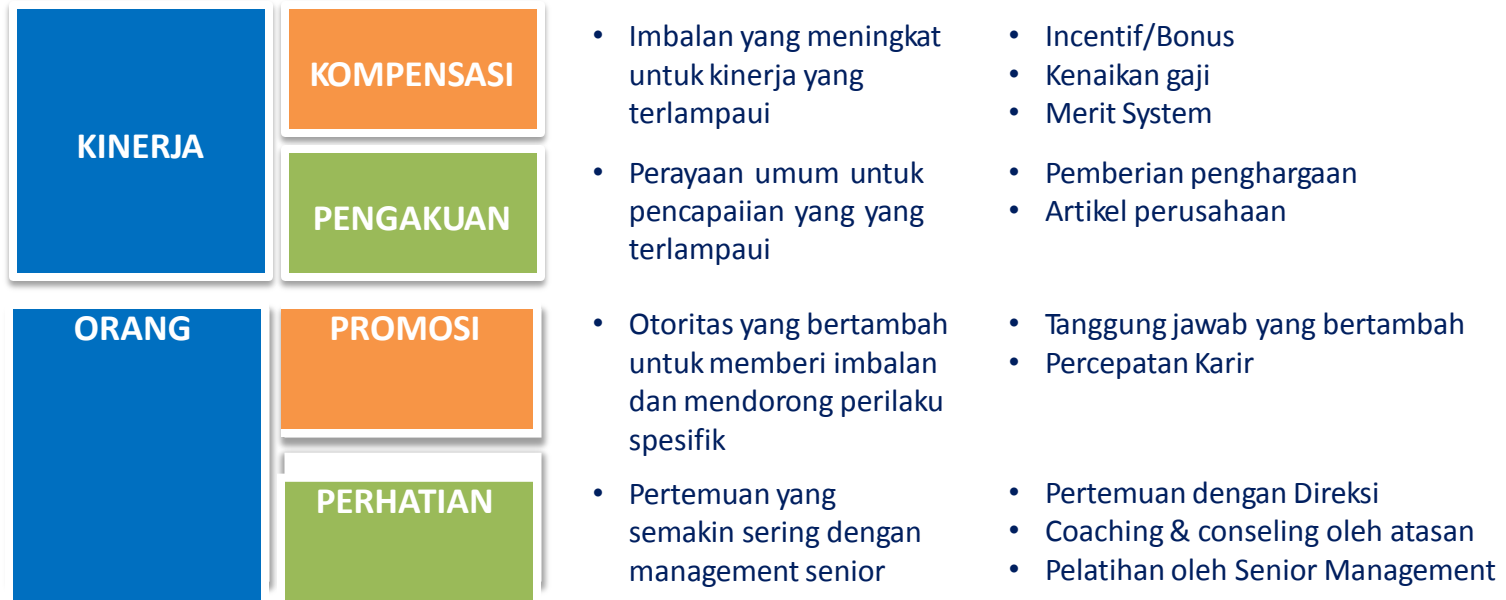 KINERJA
KOMPENSASI
• Imbalan yang meningkat
untuk kinerja yang
terlampaui
• Incentif/Bonus
• Kenaikan gaji
• Merit System
PENGAKUAN
• Perayaan umum untuk
pencapaiian yang yang
terlampaui
• Pemberian penghargaan
• Artikel perusahaan
ORANG
PROMOSI
• Otoritas yang bertambah
untuk memberi imbalan
dan mendorong perilaku
spesifik
• Tanggung jawab yang bertambah
• Percepatan Karir
PERHATIAN
• Pertemuan yang
semakin sering dengan
management senior
• Pertemuan dengan Direksi
• Coaching & conseling oleh atasan
• Pelatihan oleh Senior Management